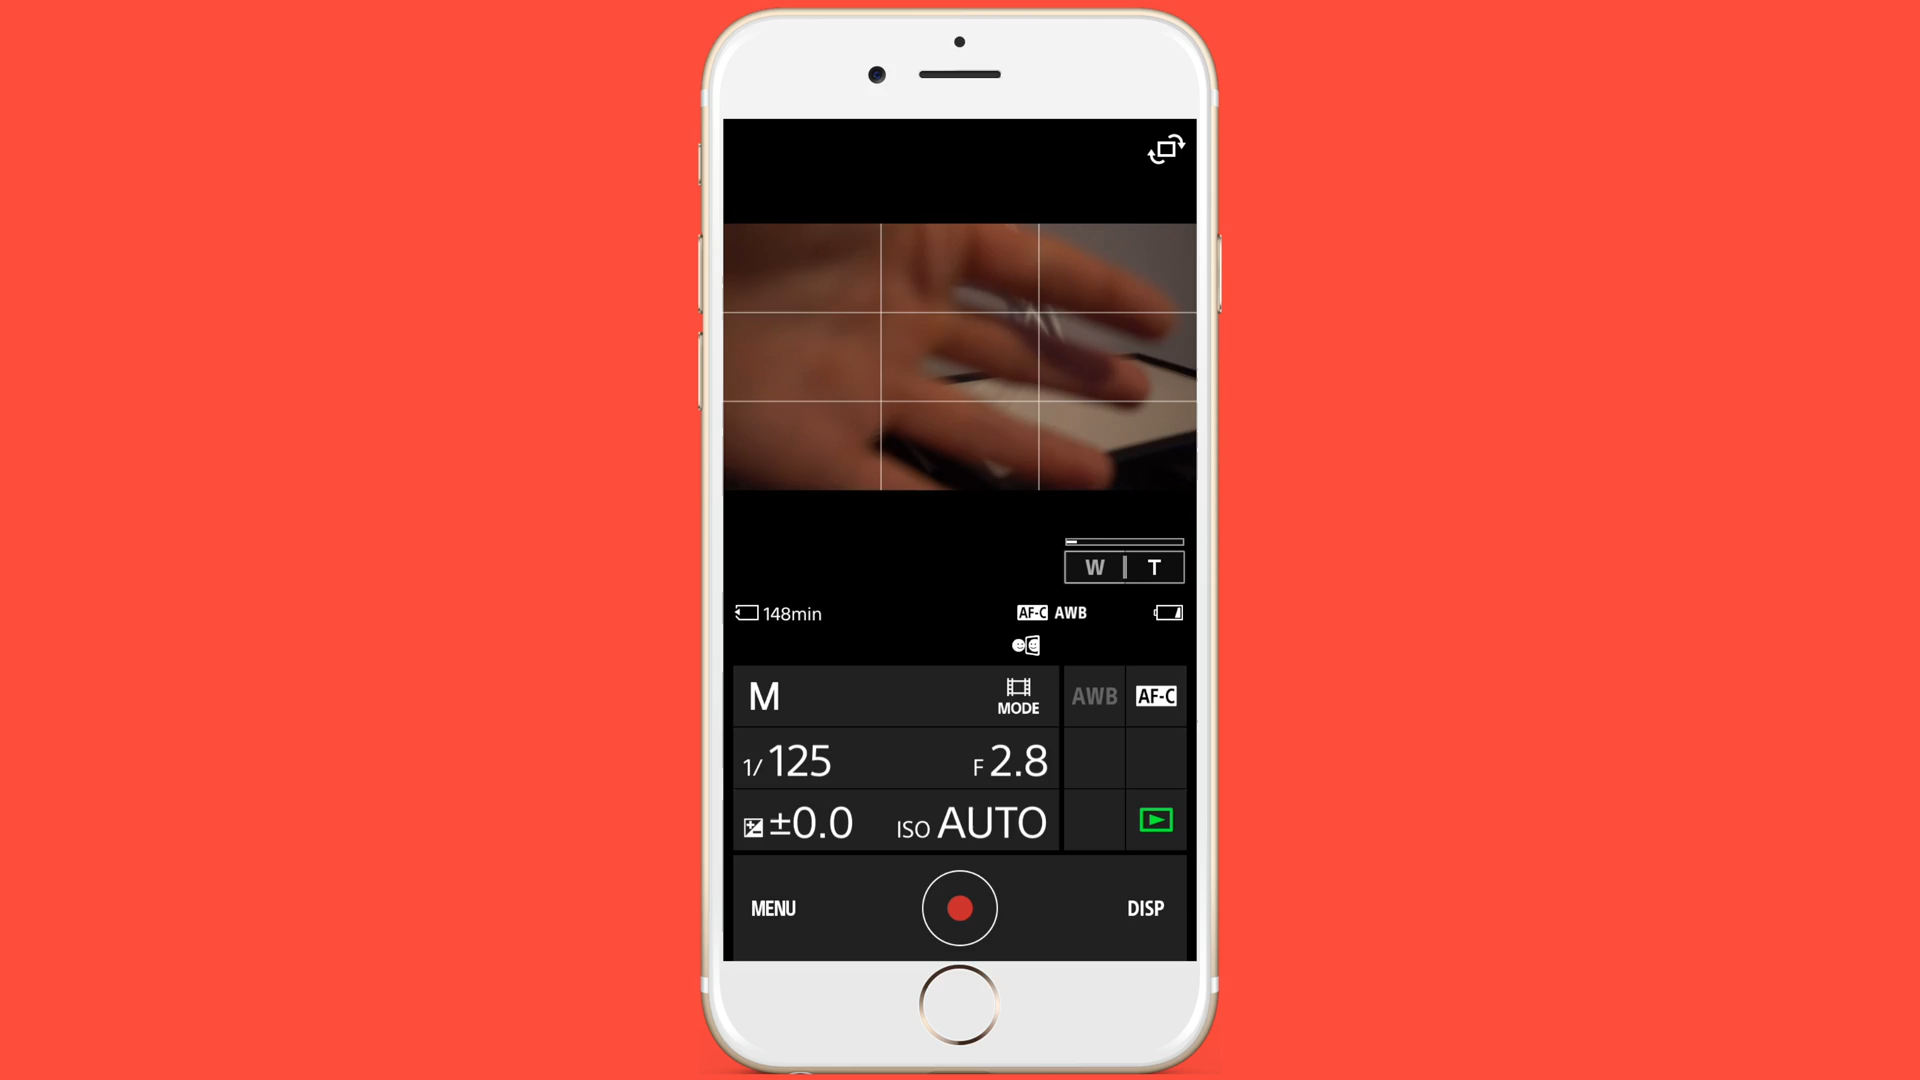 W T
148min AF-C AWB
M MODE AWB AF-C
1/125 F2.8
±0.0 ISO AUTO
MENU DISP